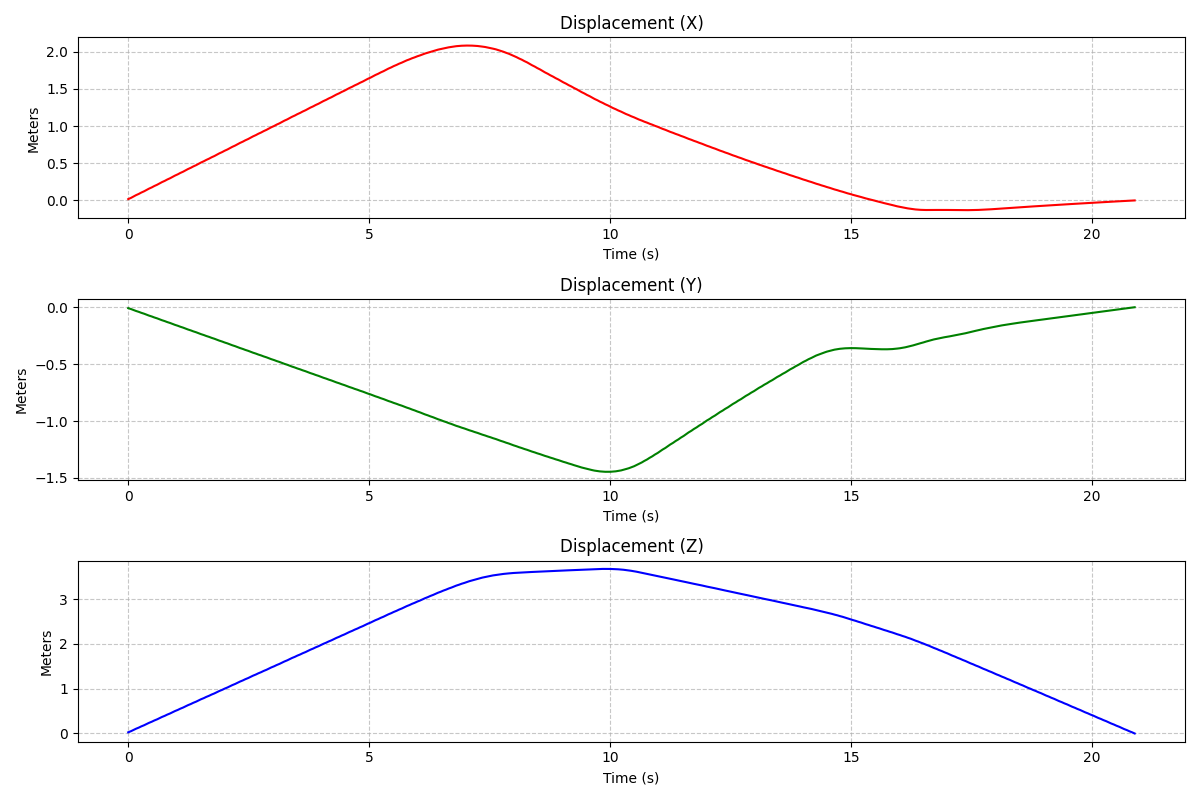 Displacement (X)
2.0
1.5
1.0
0.5
0.0
Meters
0 5 10 15 20
Time (s)
Displacement (Y)
0.0
−0.5
−1.0
−1.5
Meters
0 5 10 15 20
Time (s)
Displacement (Z)
3
2
1
0
Meters
0 5 10 15 20
Time (s)